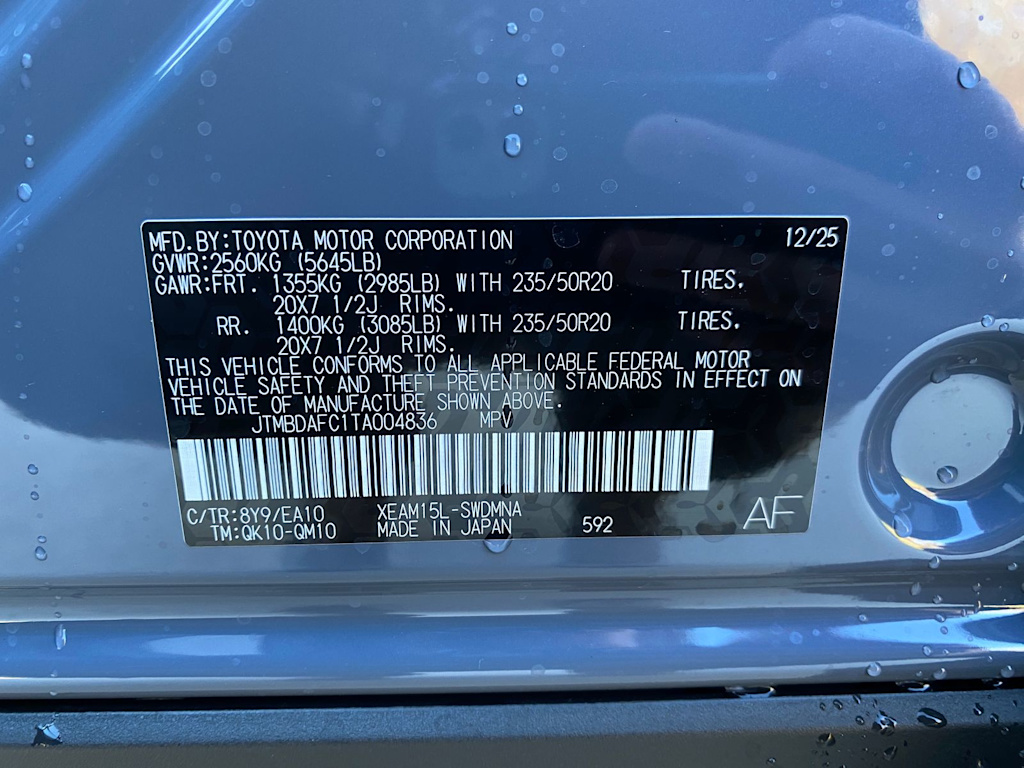 MFD.BY:TOYOTA MOTOR CORPORATION 12/25
GVWR:2560KG (5645LB)
GAWR:FRT. 1355KG (2985LB) WITH 235/50R20 TIRES.
20X7 1/2J RIMS.
RR. 1400KG (3085LB) WITH 235/50R20 TIRES.
20X7 1/2J RIMS.
THIS VEHICLE CONFORMS TO ALL APPLICABLE FEDERAL MOTOR
VEHICLE SAFETY AND THEFT PREVENTION STANDARDS IN EFFECT ON
THE DATE OF MANUFACTURE SHOWN ABOVE.
JTMBDAFC1TA004836 MPV
C/TR:8Y9/EA10 XEAM15L-SWDMNA
TM:QK10-QM10 MADE IN JAPAN 592 AF